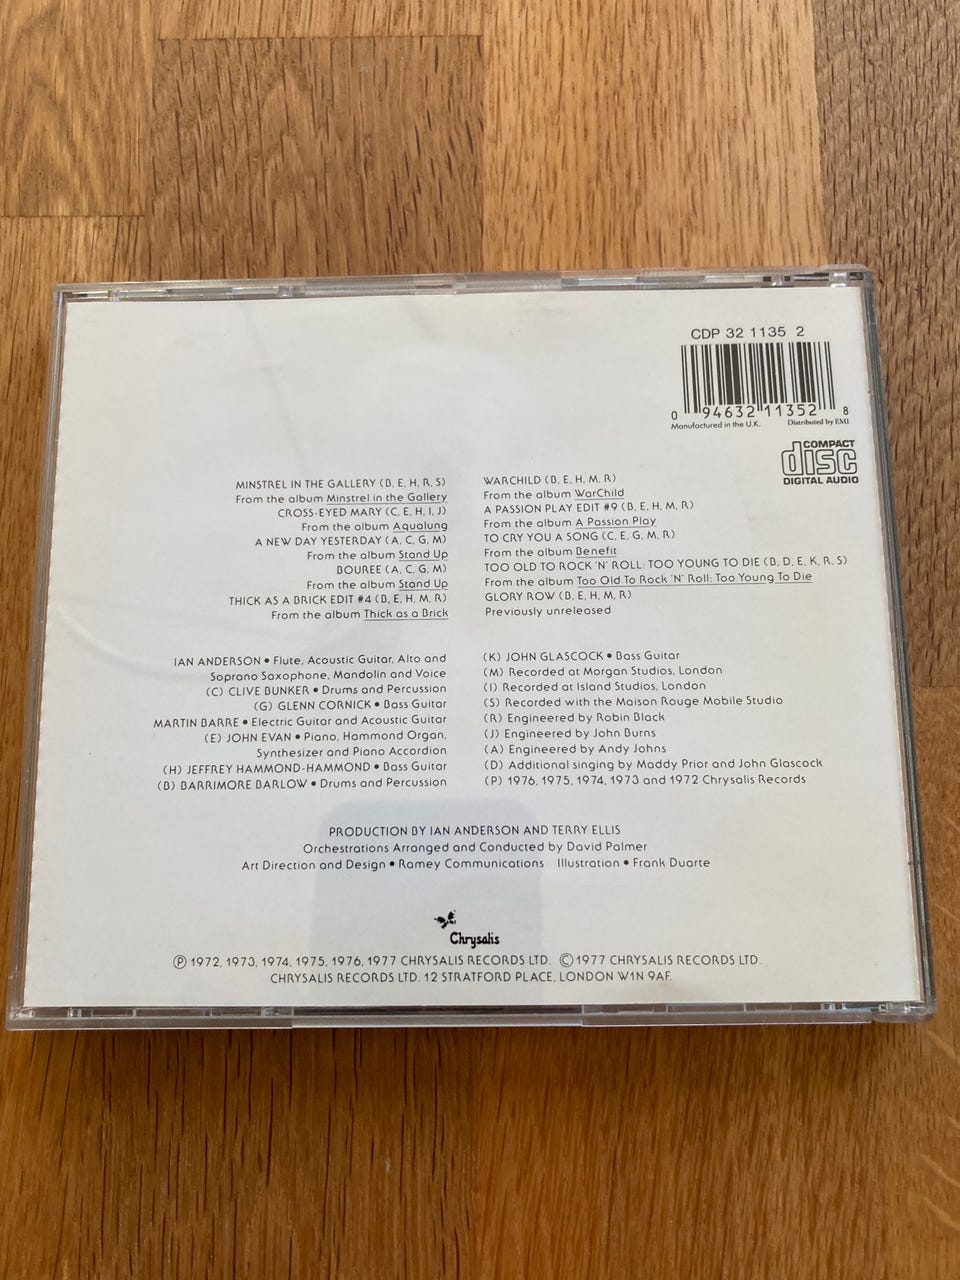 CDP 32 1135 2
0 94632 11352 8
Manufactured in the U.K. Distributed by EMI
COMPACT
disc
DIGITAL AUDIO
MINSTREL IN THE GALLERY (B, E, H, R, S)
From the album Minstrel in the Gallery
CROSS-EYED MARY (C, E, H, I, J)
From the album Aqualung
A NEW DAY YESTERDAY (A, C, G, M)
From the album Stand Up
BOUREE (A, C, G, M)
From the album Stand Up
THICK AS A BRICK EDIT #4 (B, E, H, M, R)
From the album Thick as a Brick
WARCHILD (B, E, H, M, R)
From the album WarChild
A PASSION PLAY EDIT #9 (B, E, H, M, R)
From the album A Passion Play
TO CRY YOU A SONG (C, E, G, M, R)
From the album Benefit
TOO OLD TO ROCK 'N' ROLL: TOO YOUNG TO DIE (B, D, E, K, R, S)
From the album Too Old To Rock 'N' Roll: Too Young To Die
GLORY ROW (B, E, H, M, R)
Previously unreleased
IAN ANDERSON • Flute, Acoustic Guitar, Alto and
Soprano Saxophone, Mandolin and Voice
(C) CLIVE BUNKER • Drums and Percussion
(G) GLENN CORNICK • Bass Guitar
MARTIN BARRE • Electric Guitar and Acoustic Guitar
(E) JOHN EVAN • Piano, Hammond Organ,
Synthesizer and Piano Accordion
(H) JEFFREY HAMMOND-HAMMOND • Bass Guitar
(B) BARRIMORE BARLOW • Drums and Percussion
(K) JOHN GLASCOCK • Bass Guitar
(M) Recorded at Morgan Studios, London
(I) Recorded at Island Studios, London
(S) Recorded with the Maison Rouge Mobile Studio
(R) Engineered by Robin Black
(J) Engineered by John Burns
(A) Engineered by Andy Johns
(D) Additional singing by Maddy Prior and John Glascock
(P) 1976, 1975, 1974, 1973 and 1972 Chrysalis Records
PRODUCTION BY IAN ANDERSON AND TERRY ELLIS
Orchestrations Arranged and Conducted by David Palmer
Art Direction and Design • Ramey Communications Illustration • Frank Duarte
Chrysalis
℗ 1972, 1973, 1974, 1975, 1976, 1977 CHRYSALIS RECORDS LTD. © 1977 CHRYSALIS RECORDS LTD.
CHRYSALIS RECORDS LTD. 12 STRATFORD PLACE, LONDON W1N 9AF.